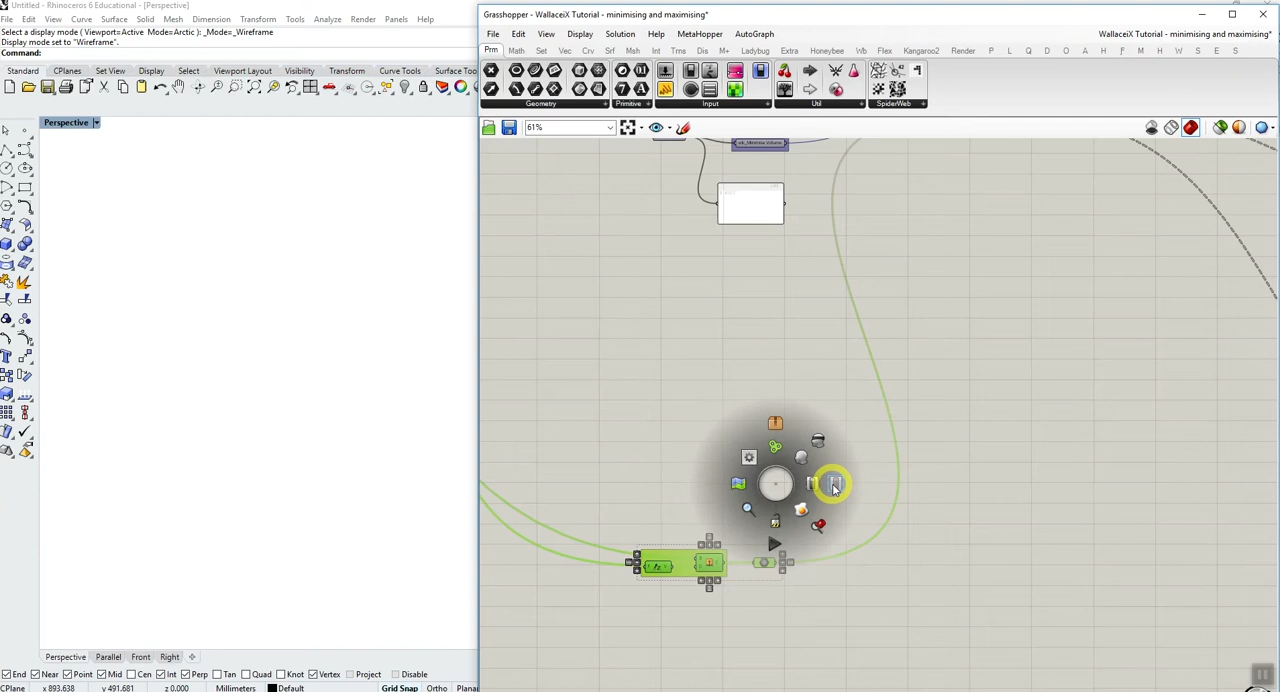 Untitled - Rhinoceros 6 Educational - [Perspective]
File Edit View Curve Surface Solid Mesh Dimension Transform Tools Analyze Render Panels Help
Select a display mode ( Viewport=Active Mode=Arctic ): _Mode=_Wireframe
Display mode set to "Wireframe".
Command:
Standard CPlanes Set View Display Select Viewport Layout Visibility Transform Curve Tools Surface Too
Perspective
Grasshopper - WallaceiX Tutorial - minimising and maximising*
File Edit View Display Solution Help MetaHopper AutoGraph WallaceiX Tutorial - minimising and maximising*
Prm Math Set Vec Crv Srf Msh Int Trns Dis M+ Ladybug Extra Honeybee Wb Flex Kangaroo2 Render P L Q D A H F M W S E S
Geometry Primitive Input Util SpiderWeb
61%
Perspective Parallel Front Right
End Near Point Mid Cen Int Perp Tan Quad Knot Vertex Project Disable
CPlane x 893.638 y 491.681 z 0.000 Millimeters Default Grid Snap Ortho Planar